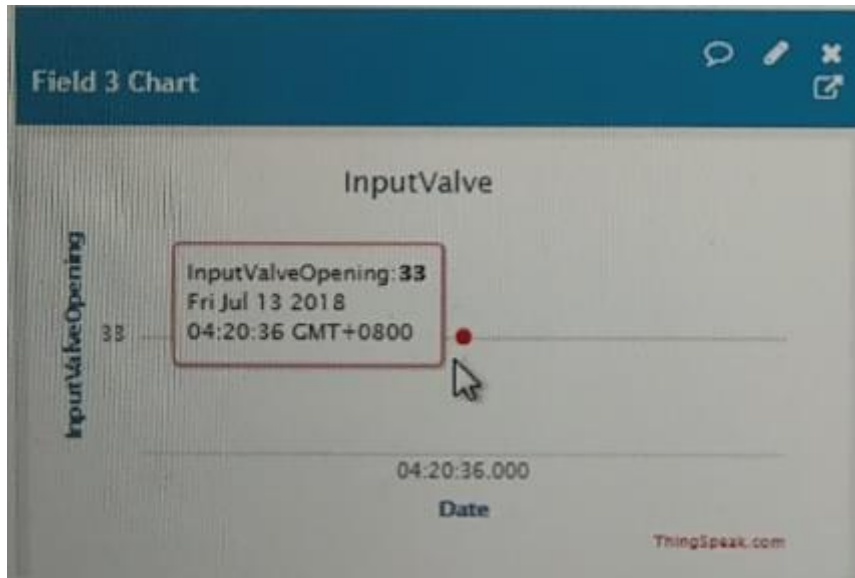 Field 3 Chart
InputValve
InputValveOpening
InputValveOpening: 33
Fri Jul 13 2018
04:20:36 GMT+0800
33
04:20:36.000
Date
ThingSpeak.com